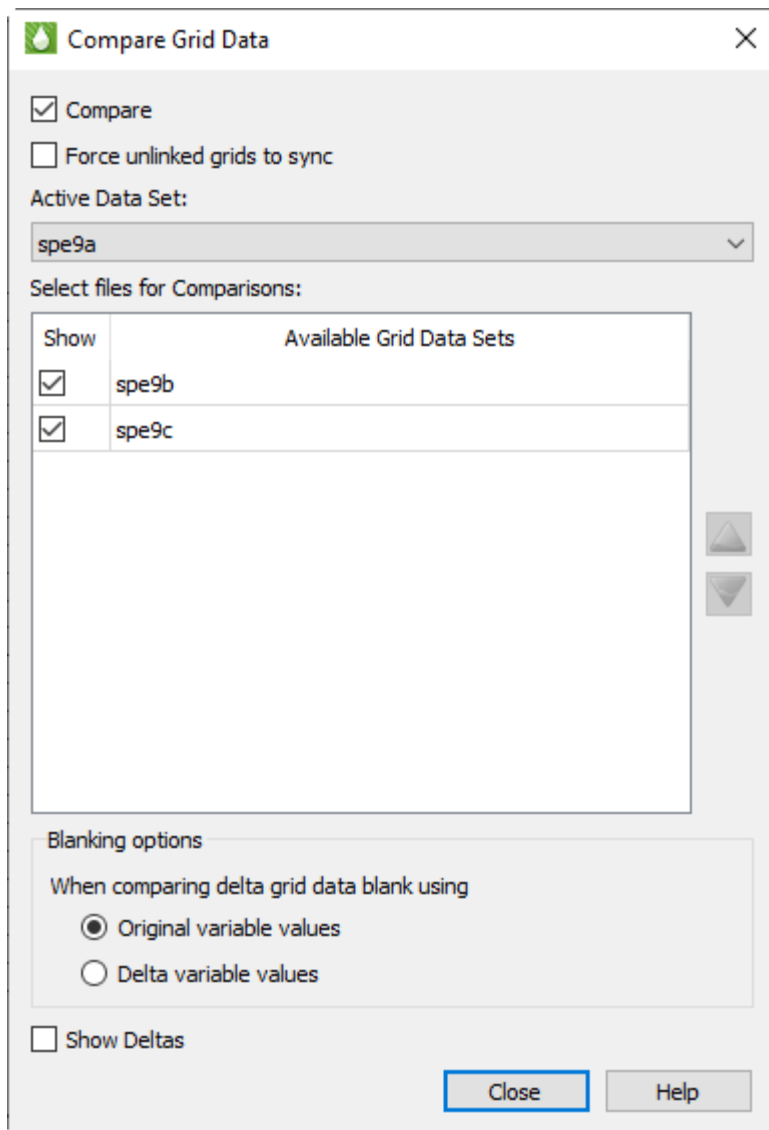 Compare Grid Data
Compare
Force unlinked grids to sync
Active Data Set:
spe9a
Select files for Comparisons:
Show Available Grid Data Sets
spe9b
spe9c
Blanking options
When comparing delta grid data blank using
Original variable values
Delta variable values
Show Deltas
Close Help